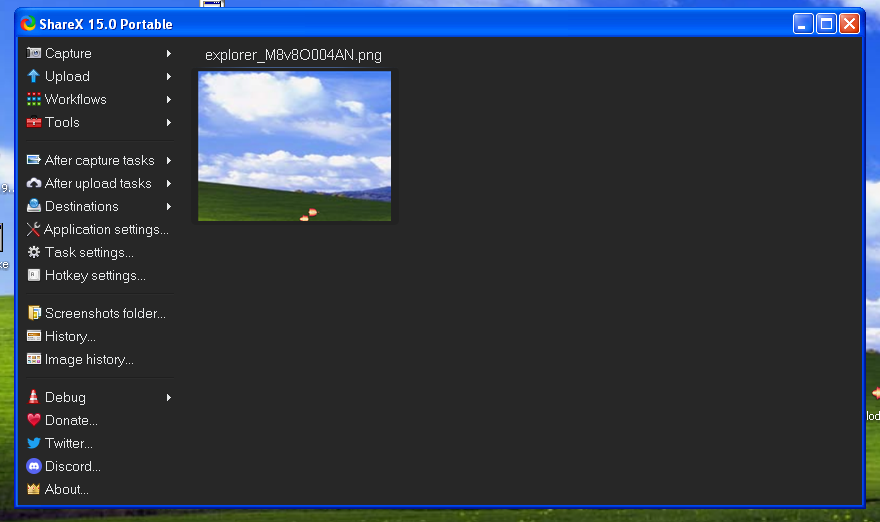 ShareX 15.0 Portable
Capture
Upload
Workflows
Tools
After capture tasks
After upload tasks
Destinations
Application settings...
Task settings...
Hotkey settings...
Screenshots folder...
History...
Image history...
Debug
Donate...
Twitter...
Discord...
About...
explorer_M8v8O004AN.png